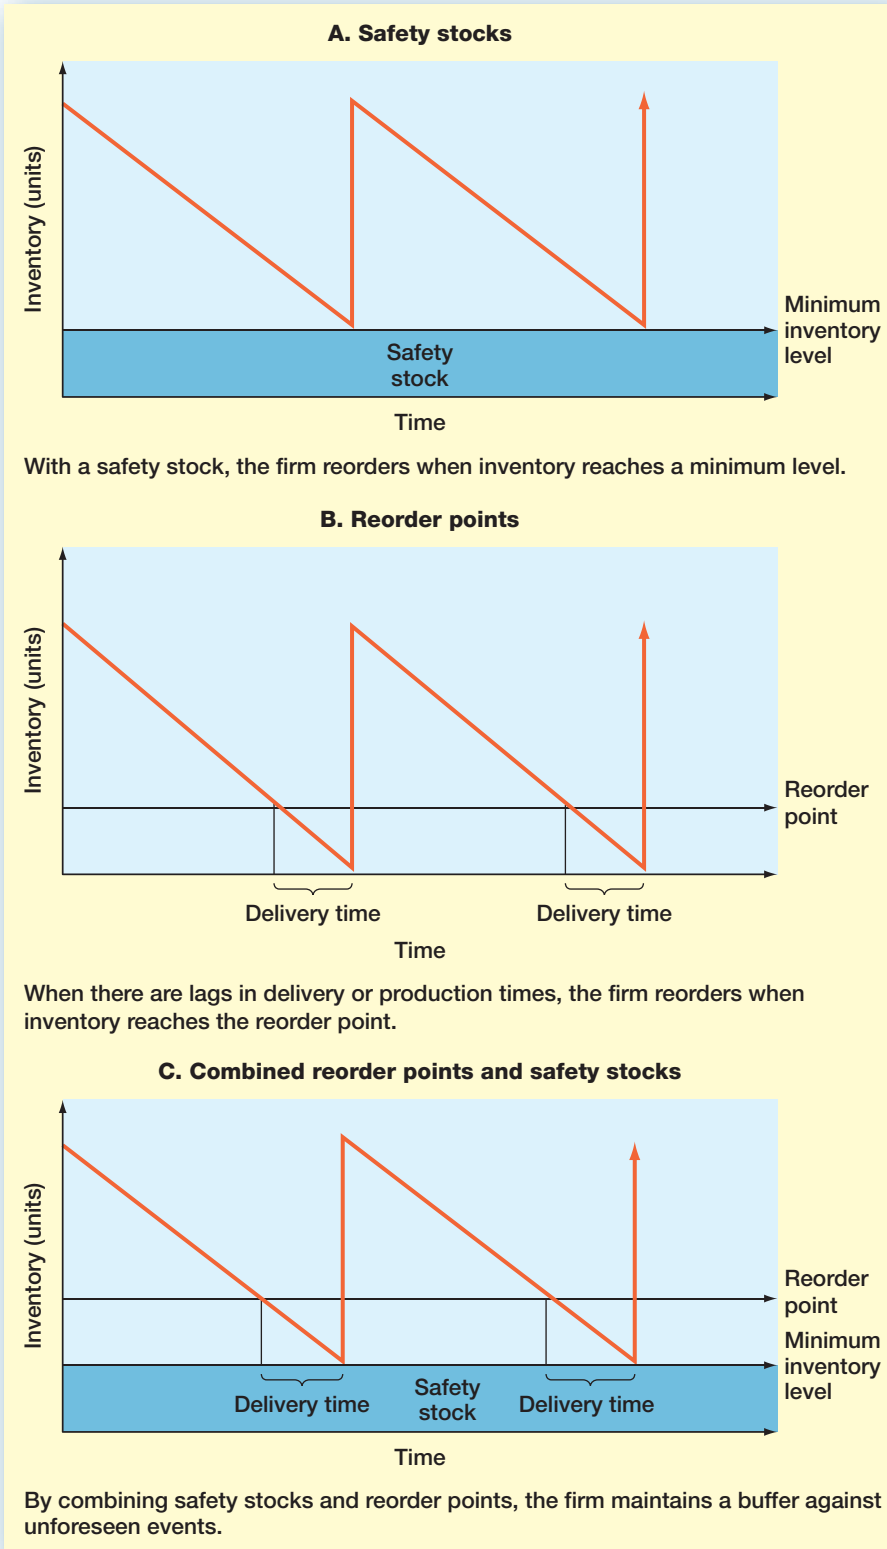 A. Safety stocks
Inventory (units)
Minimum
inventory
level
Safety
stock
Time
With a safety stock, the firm reorders when inventory reaches a minimum level.
B. Reorder points
Inventory (units)
Reorder
point
Delivery time
Delivery time
Time
When there are lags in delivery or production times, the firm reorders when
inventory reaches the reorder point.
C. Combined reorder points and safety stocks
Inventory (units)
Reorder
point
Minimum
inventory
level
Delivery time
Safety
stock
Delivery time
Time
By combining safety stocks and reorder points, the firm maintains a buffer against
unforeseen events.